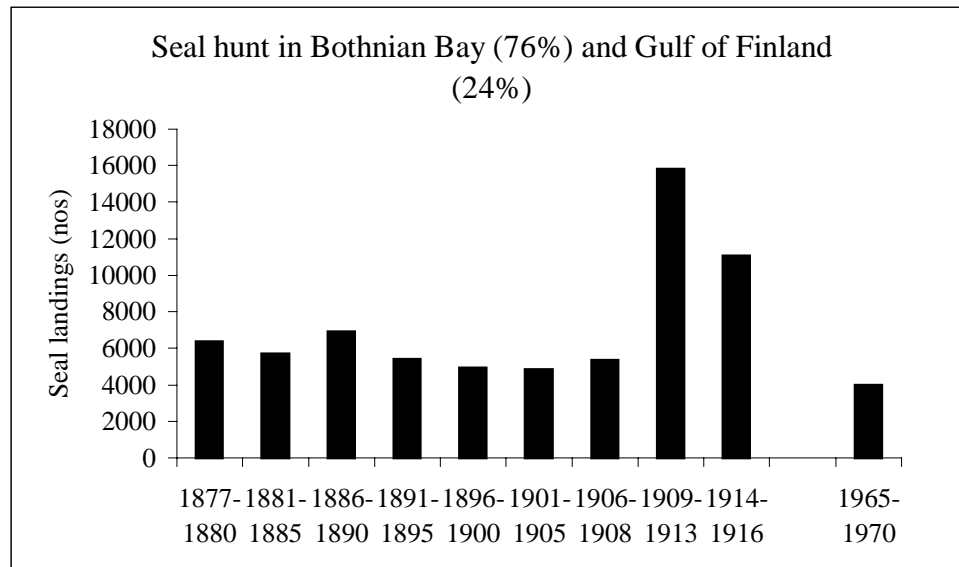 Seal hunt in Bothnian Bay (76%) and Gulf of Finland
(24%)
Seal landings (nos)
18000
16000
14000
12000
10000
8000
6000
4000
2000
0
1877- 1881- 1886- 1891- 1896- 1901- 1906- 1909- 1914- 1965-
1880 1885 1890 1895 1900 1905 1908 1913 1916 1970